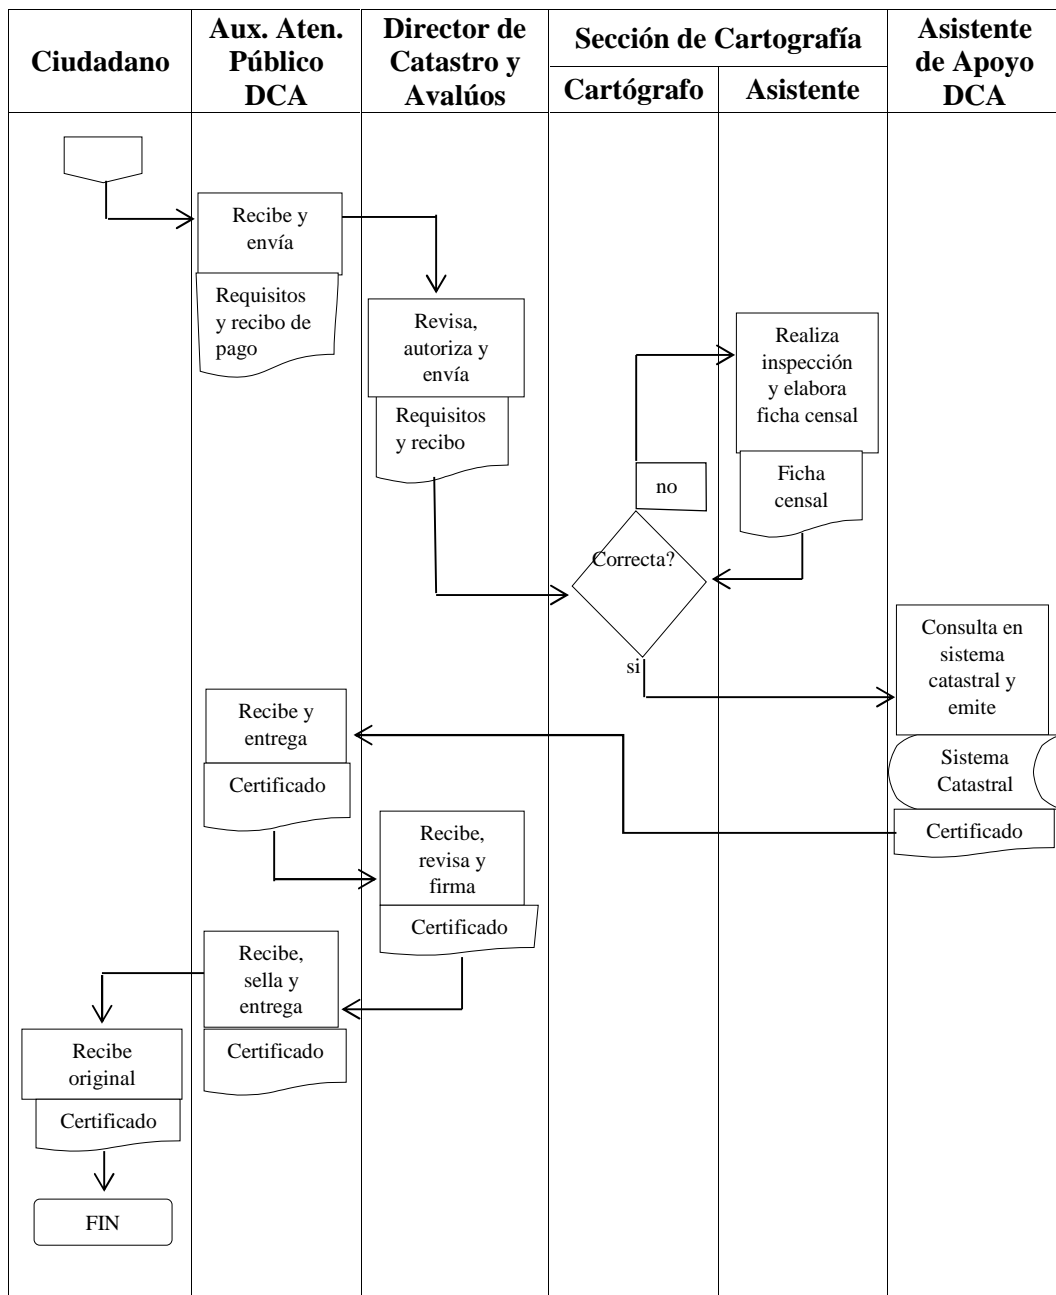 Ciudadano
Aux. Aten.
Público
DCA
Director de
Catastro y
Avalúos
Sección de Cartografía
Cartógrafo
Asistente
Asistente
de Apoyo
DCA
Recibe y
envía
Requisitos
y recibo de
pago
Revisa,
autoriza y
envía
Requisitos
y recibo
Realiza
inspección
y elabora
ficha censal
Ficha
censal
no
Correcta?
si
Consulta en
sistema
catastral y
emite
Sistema
Catastral
Certificado
Recibe y
entrega
Certificado
Recibe,
revisa y
firma
Certificado
Recibe,
sella y
entrega
Certificado
Recibe
original
Certificado
FIN